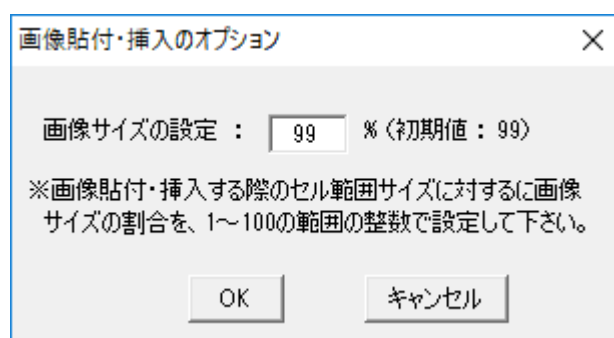 画像貼付・挿入のオプション
画像サイズの設定 ： 99 %（初期値：99）
※画像貼付・挿入する際のセル範囲サイズに対するに画像
サイズの割合を、1～100の範囲の整数で設定して下さい。
OK キャンセル